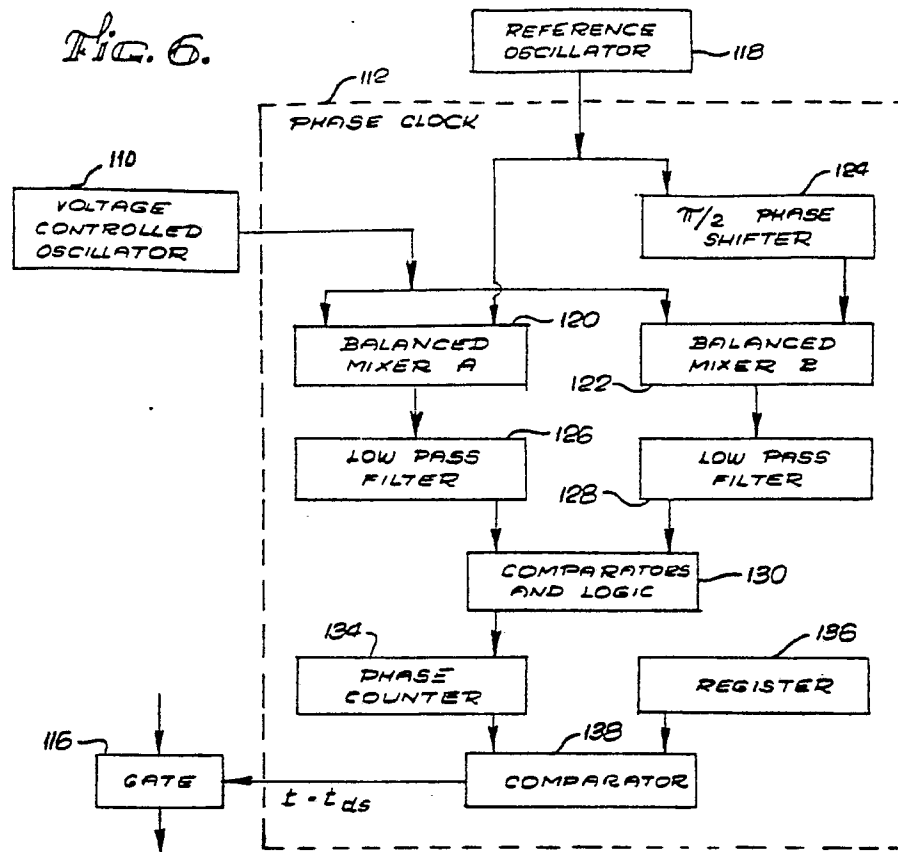 Fig. 6.
REFERENCE
OSCILLATOR
118
112
PHASE CLOCK
110
VOLTAGE
CONTROLLED
OSCILLATOR
124
π/2 PHASE
SHIFTER
120
BALANCED
MIXER A
BALANCED
MIXER B
122
126
LOW PASS
FILTER
LOW PASS
FILTER
128
COMPARATORS
AND LOGIC
130
134
PHASE
COUNTER
136
REGISTER
116
GATE
138
COMPARATOR
t = tds